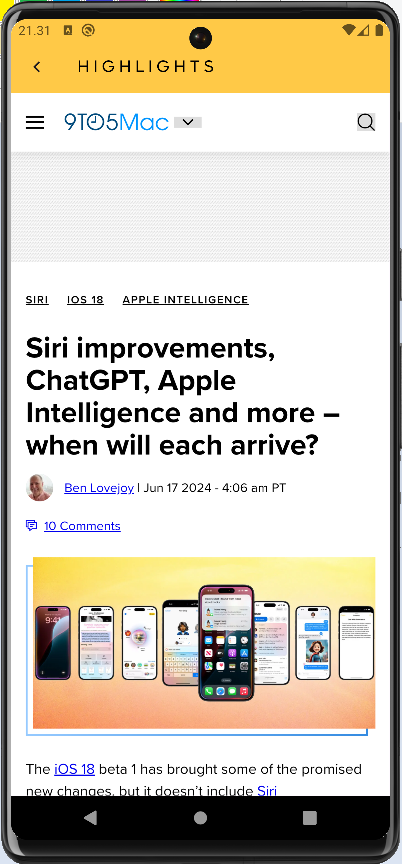 21.31
HIGHLIGHTS
9TO5Mac
SIRI IOS 18 APPLE INTELLIGENCE
Siri improvements,
ChatGPT, Apple
Intelligence and more –
when will each arrive?
Ben Lovejoy | Jun 17 2024 - 4:06 am PT
10 Comments
9:41
The iOS 18 beta 1 has brought some of the promised
new changes, but it doesn't include Siri